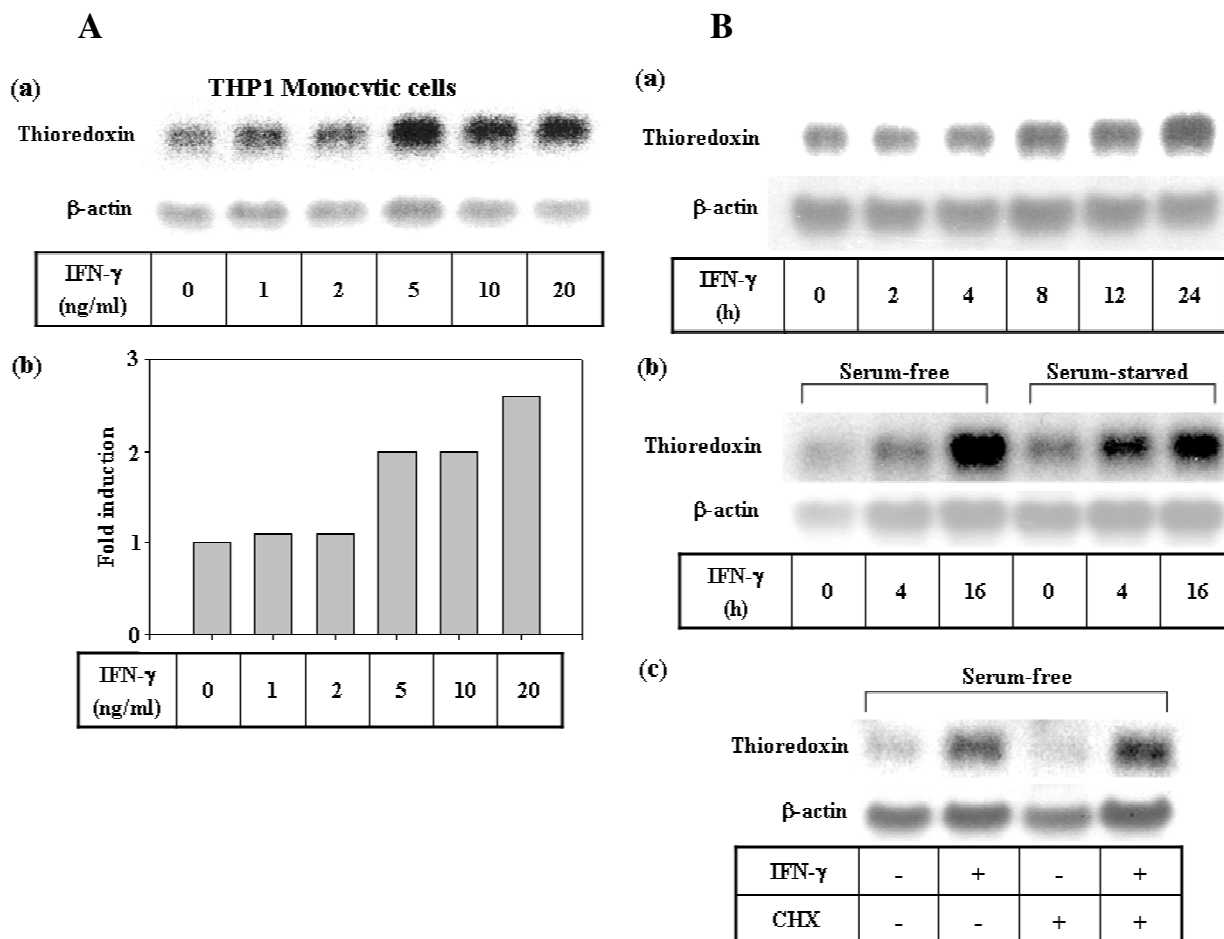 A
(a)
THP1 Monocytic cells
Thioredoxin
β-actin
IFN-γ (ng/ml) 0 1 2 5 10 20
(b)
3
2
1
0
Fold induction
IFN-γ (ng/ml) 0 1 2 5 10 20
B
(a)
Thioredoxin
β-actin
IFN-γ (h) 0 2 4 8 12 24
(b)
Serum-free Serum-starved
Thioredoxin
β-actin
IFN-γ (h) 0 4 16 0 4 16
(c)
Serum-free
Thioredoxin
β-actin
IFN-γ - + - +
CHX - - + +